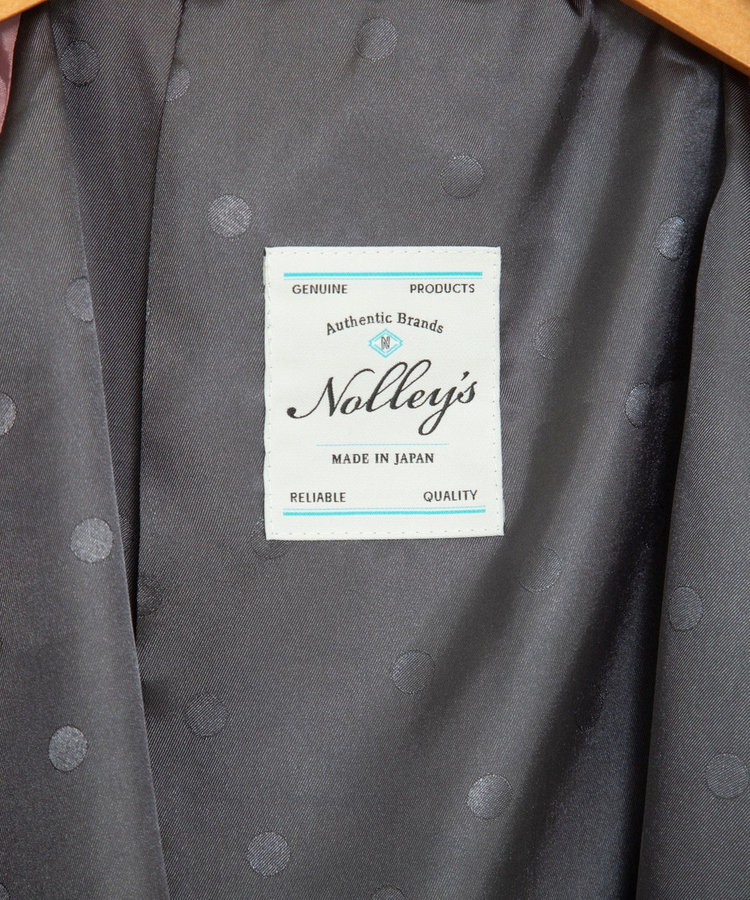 GENUINE PRODUCTS
Authentic Brands
N
Nolley's
MADE IN JAPAN
RELIABLE QUALITY